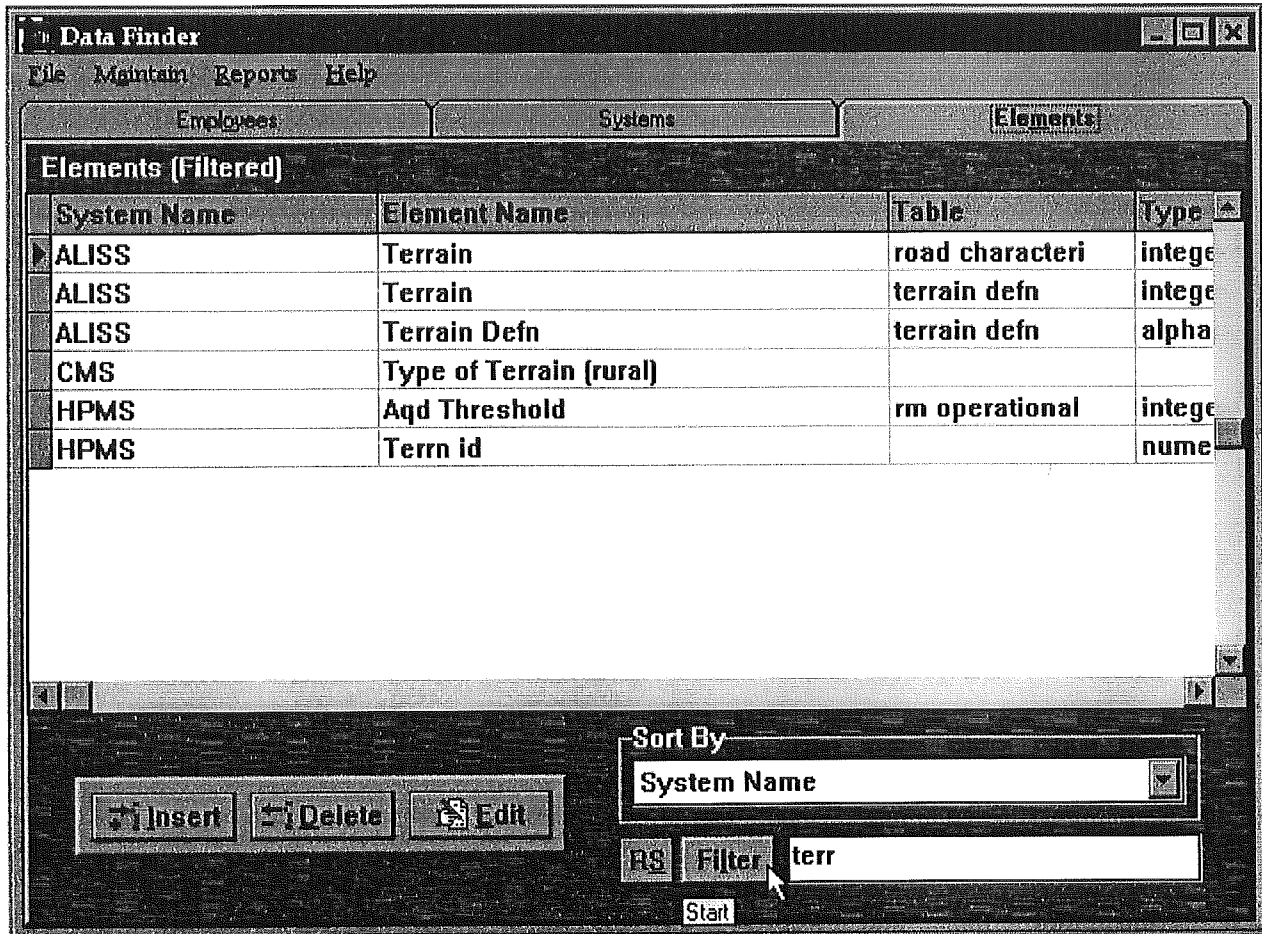 Data Finder
File Maintain Reports Help
Employees Systems Elements
Elements (Filtered)
System Name Element Name Table Type
ALISS Terrain road characteri intege
ALISS Terrain terrain defn intege
ALISS Terrain Defn terrain defn alpha
CMS Type of Terrain (rural)
HPMS Aqd Threshold rm operational intege
HPMS Terrn id nume
Sort By
System Name
Insert Delete Edit
RS Filter terr
Start